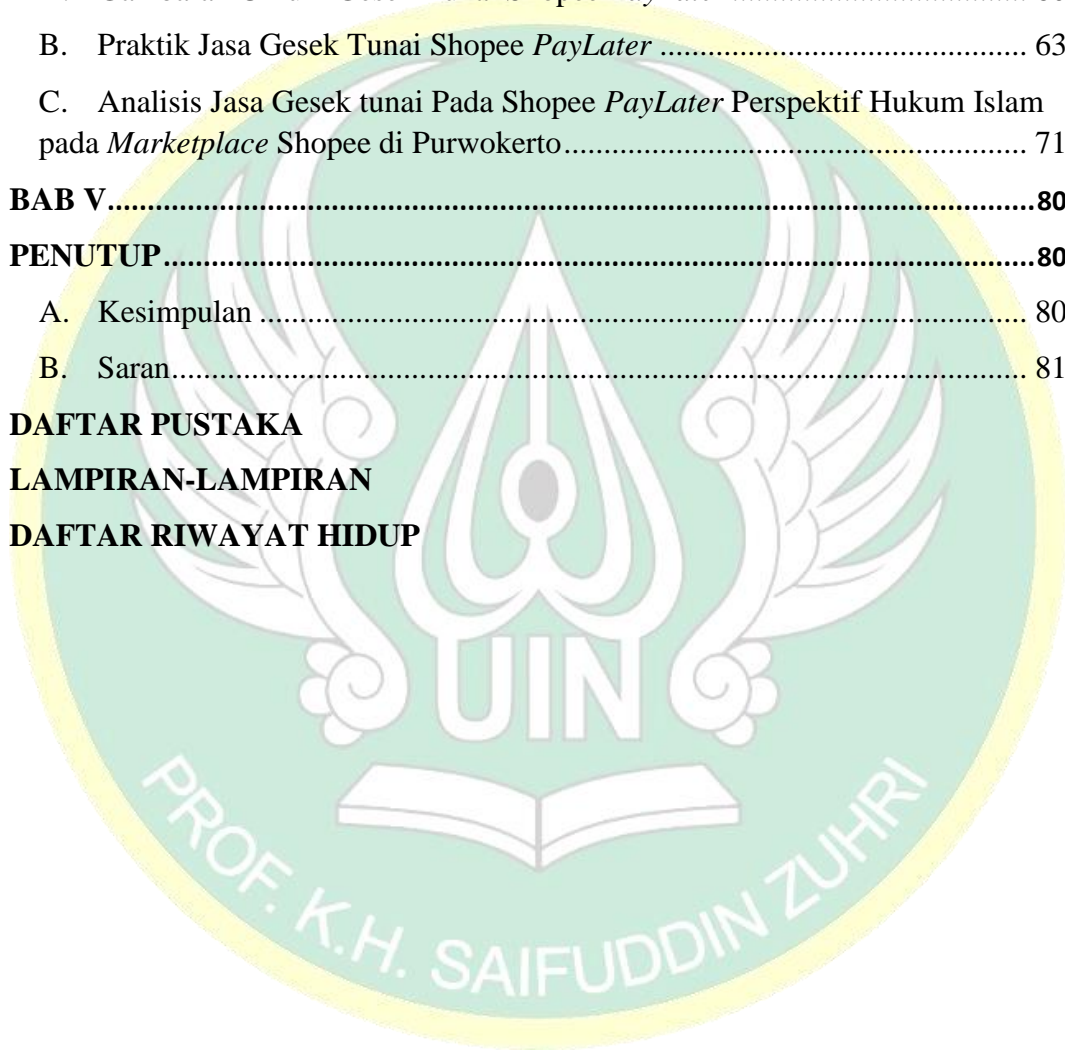 B. Praktik Jasa Gesek Tunai Shopee PayLater ........................................ 63
C. Analisis Jasa Gesek tunai Pada Shopee PayLater Perspektif Hukum Islam
pada Marketplace Shopee di Purwokerto.................................................. 71
BAB V.....................................................................................................80
PENUTUP...............................................................................................80
A. Kesimpulan ...................................................................................... 80
B. Saran................................................................................................ 81
DAFTAR PUSTAKA
LAMPIRAN-LAMPIRAN
DAFTAR RIWAYAT HIDUP
UIN
PROF. K.H. SAIFUDDIN ZUHRI